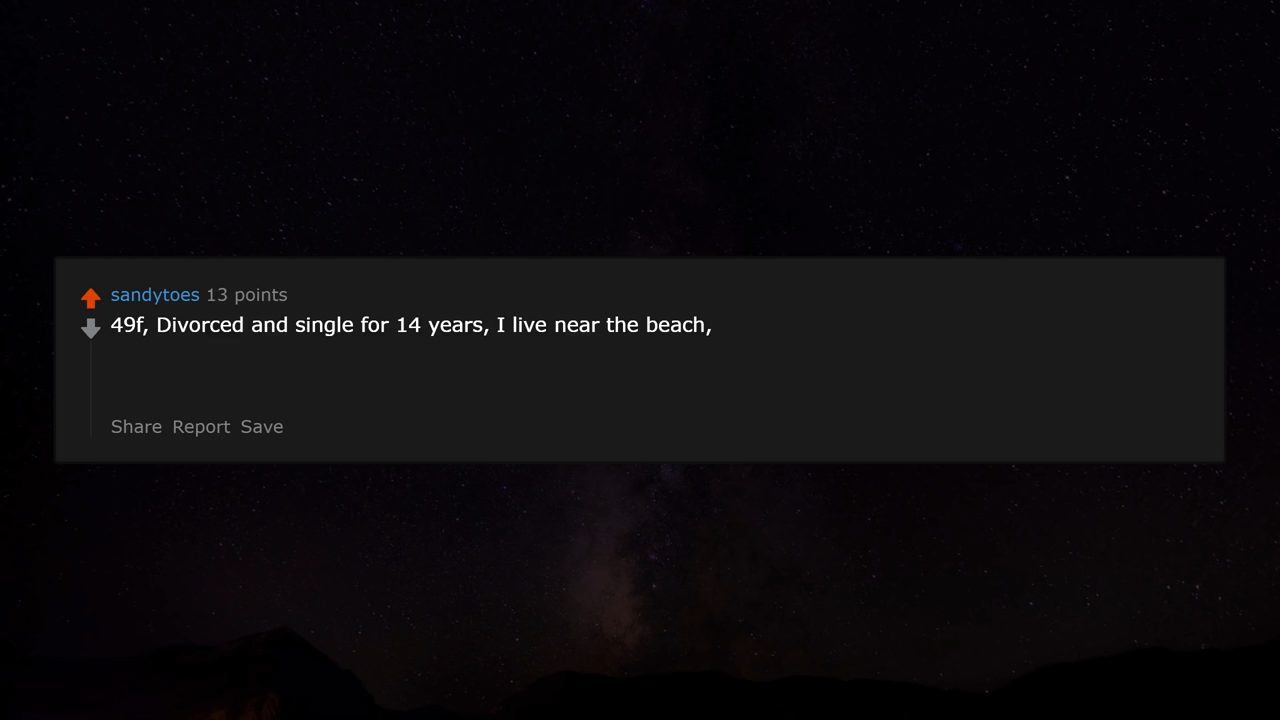 sandytoes 13 points
49f, Divorced and single for 14 years, I live near the beach,
Share Report Save